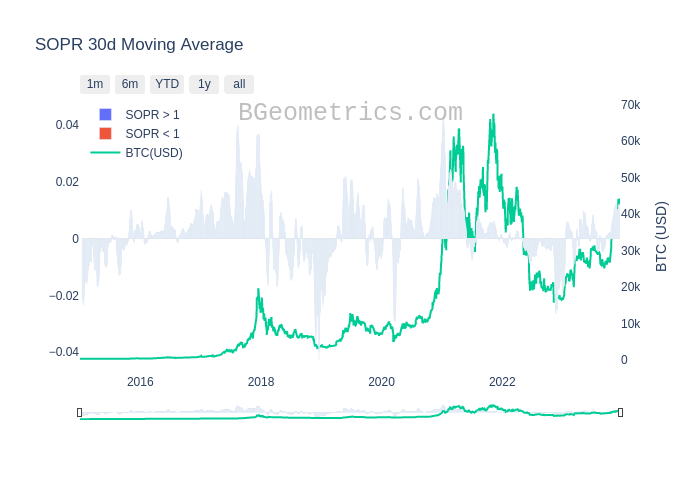 SOPR 30d Moving Average
1m 6m YTD 1y all
BGeometrics.com
SOPR > 1
SOPR < 1
BTC(USD)
0.04
0.02
0
−0.02
−0.04
70k
60k
50k
40k
30k
20k
10k
0
BTC (USD)
2016 2018 2020 2022